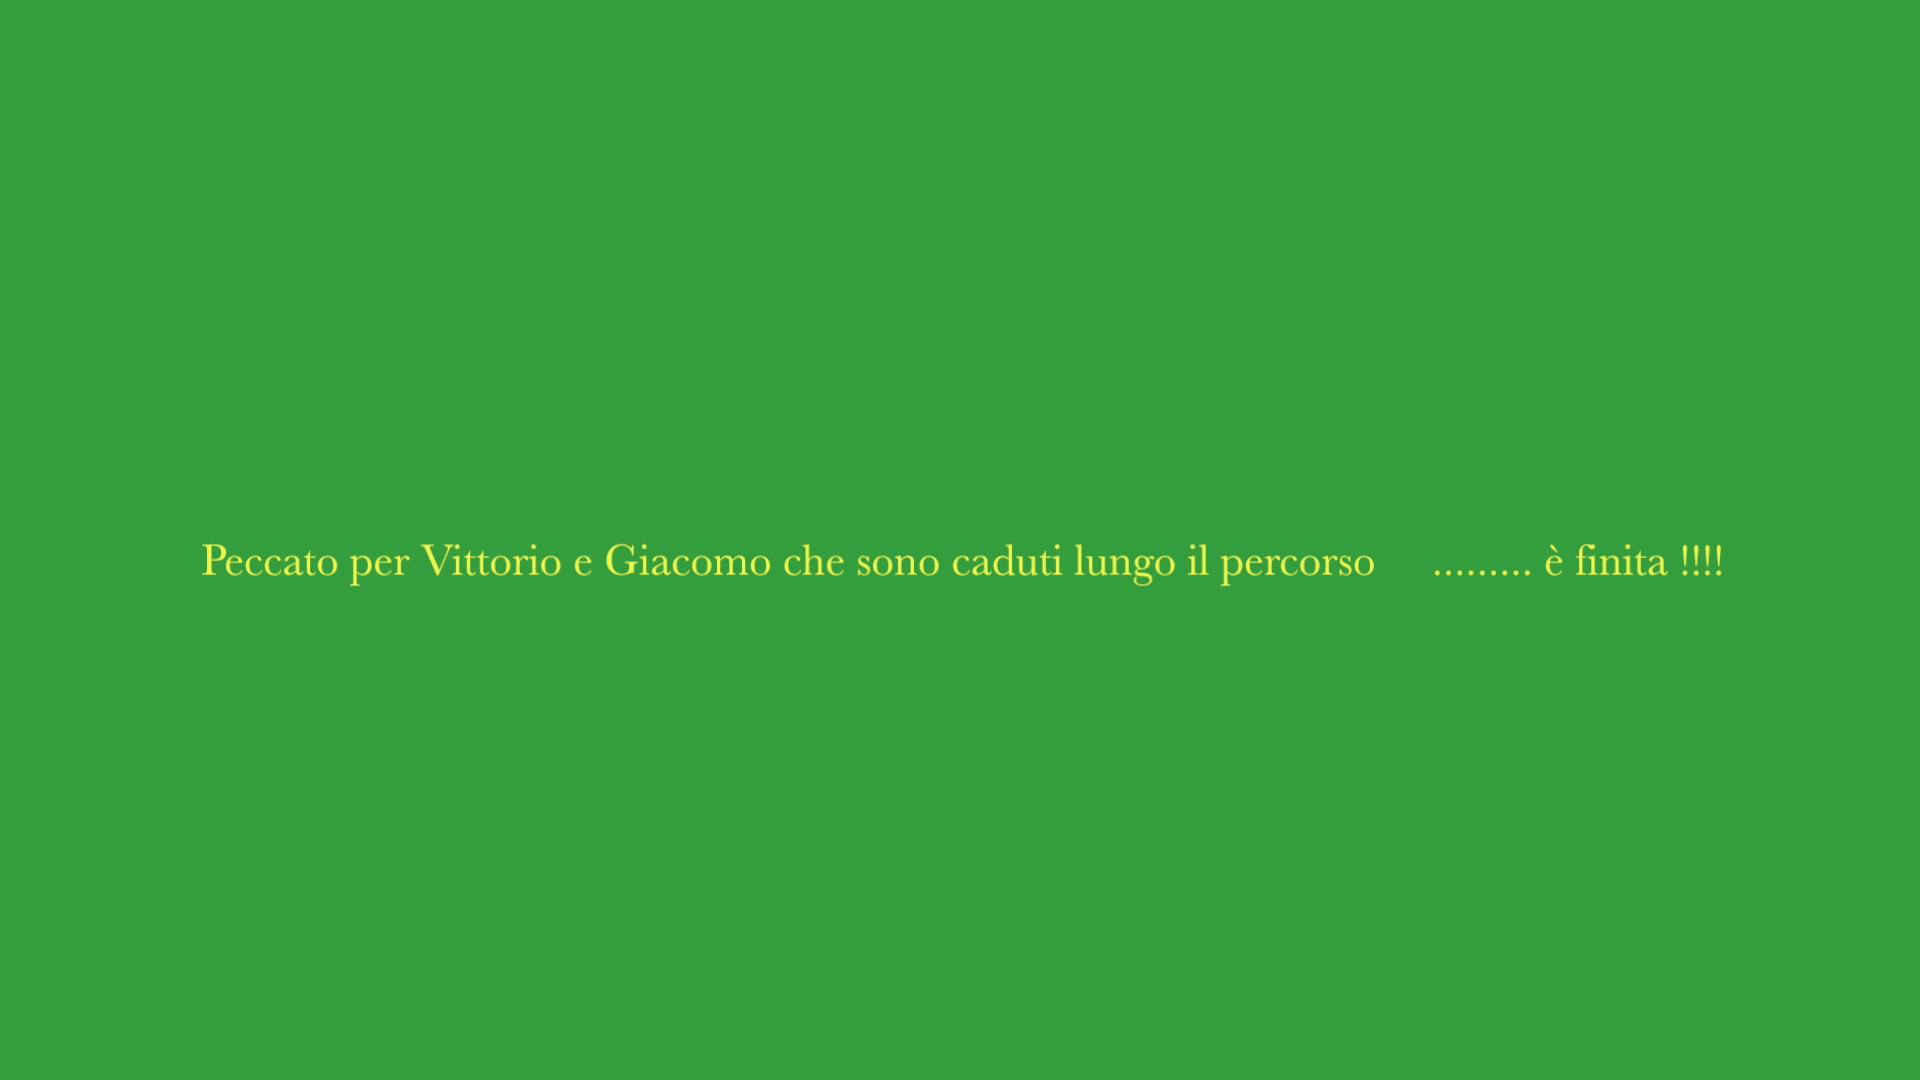 Peccato per Vittorio e Giacomo che sono caduti lungo il percorso ......... è finita !!!!